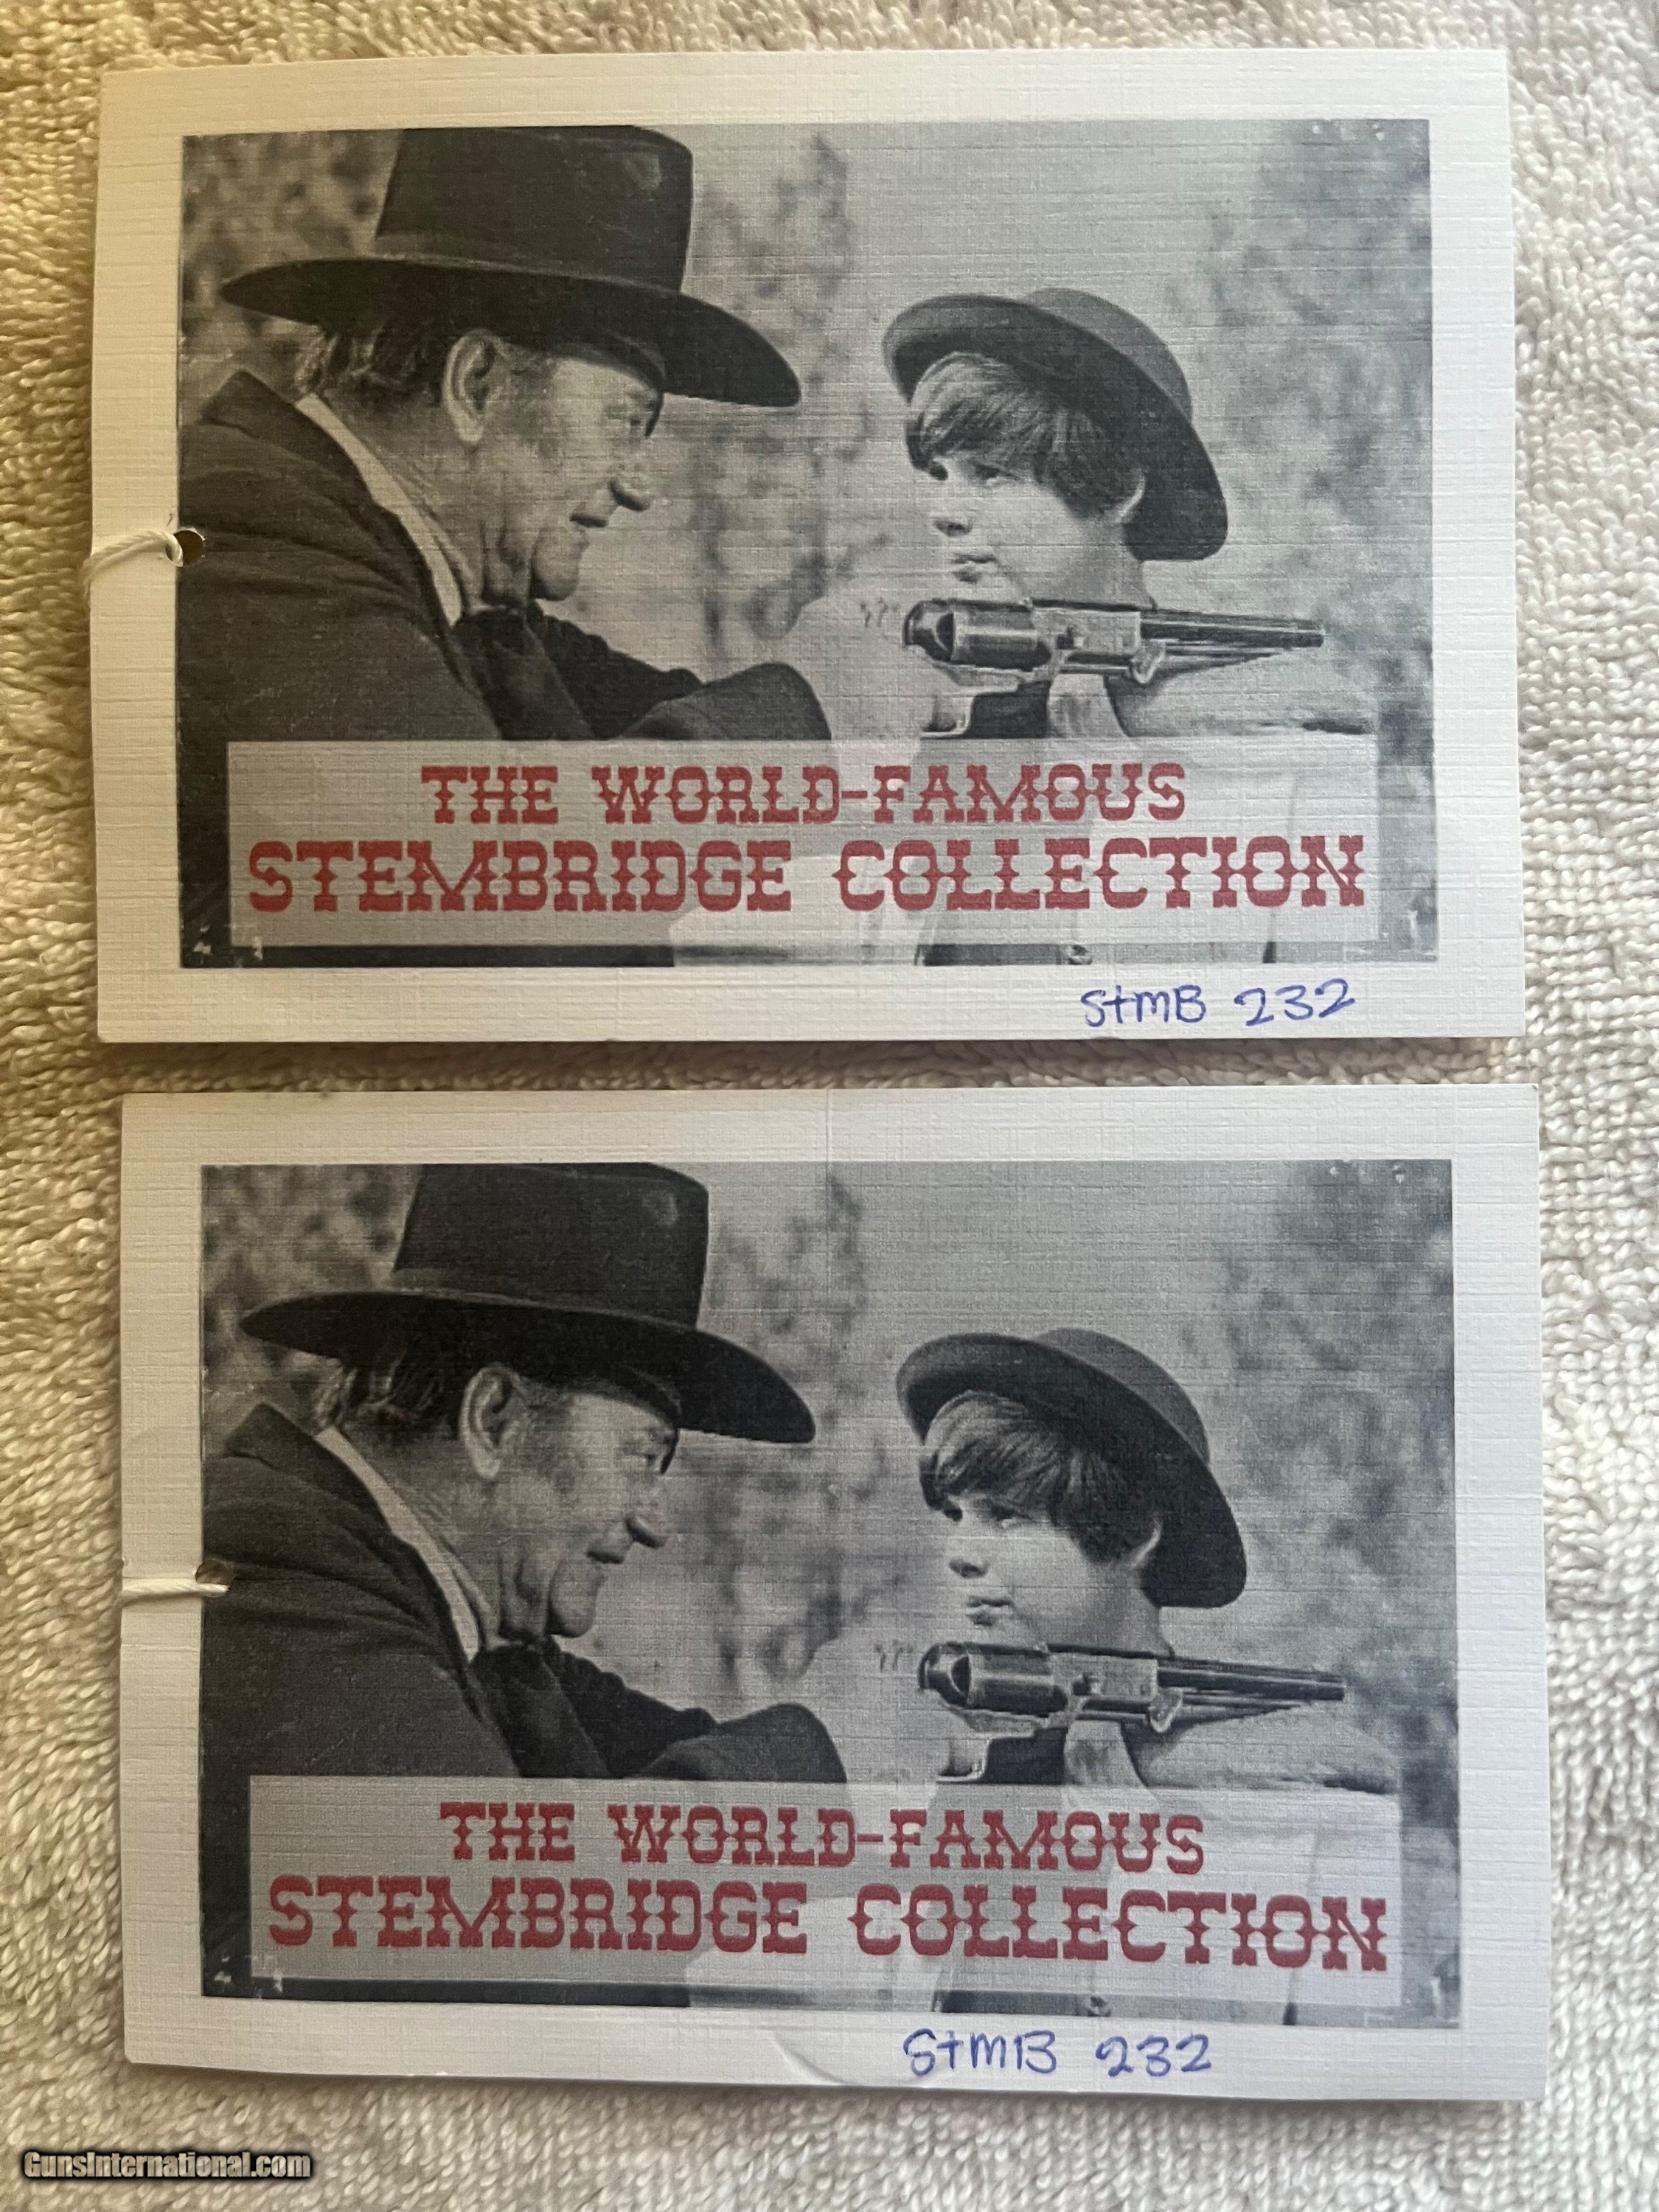 THE WORLD-FAMOUS
STEMBRIDGE COLLECTION
StmB 232
THE WORLD-FAMOUS
STEMBRIDGE COLLECTION
StmB 232
GunsInternational.com